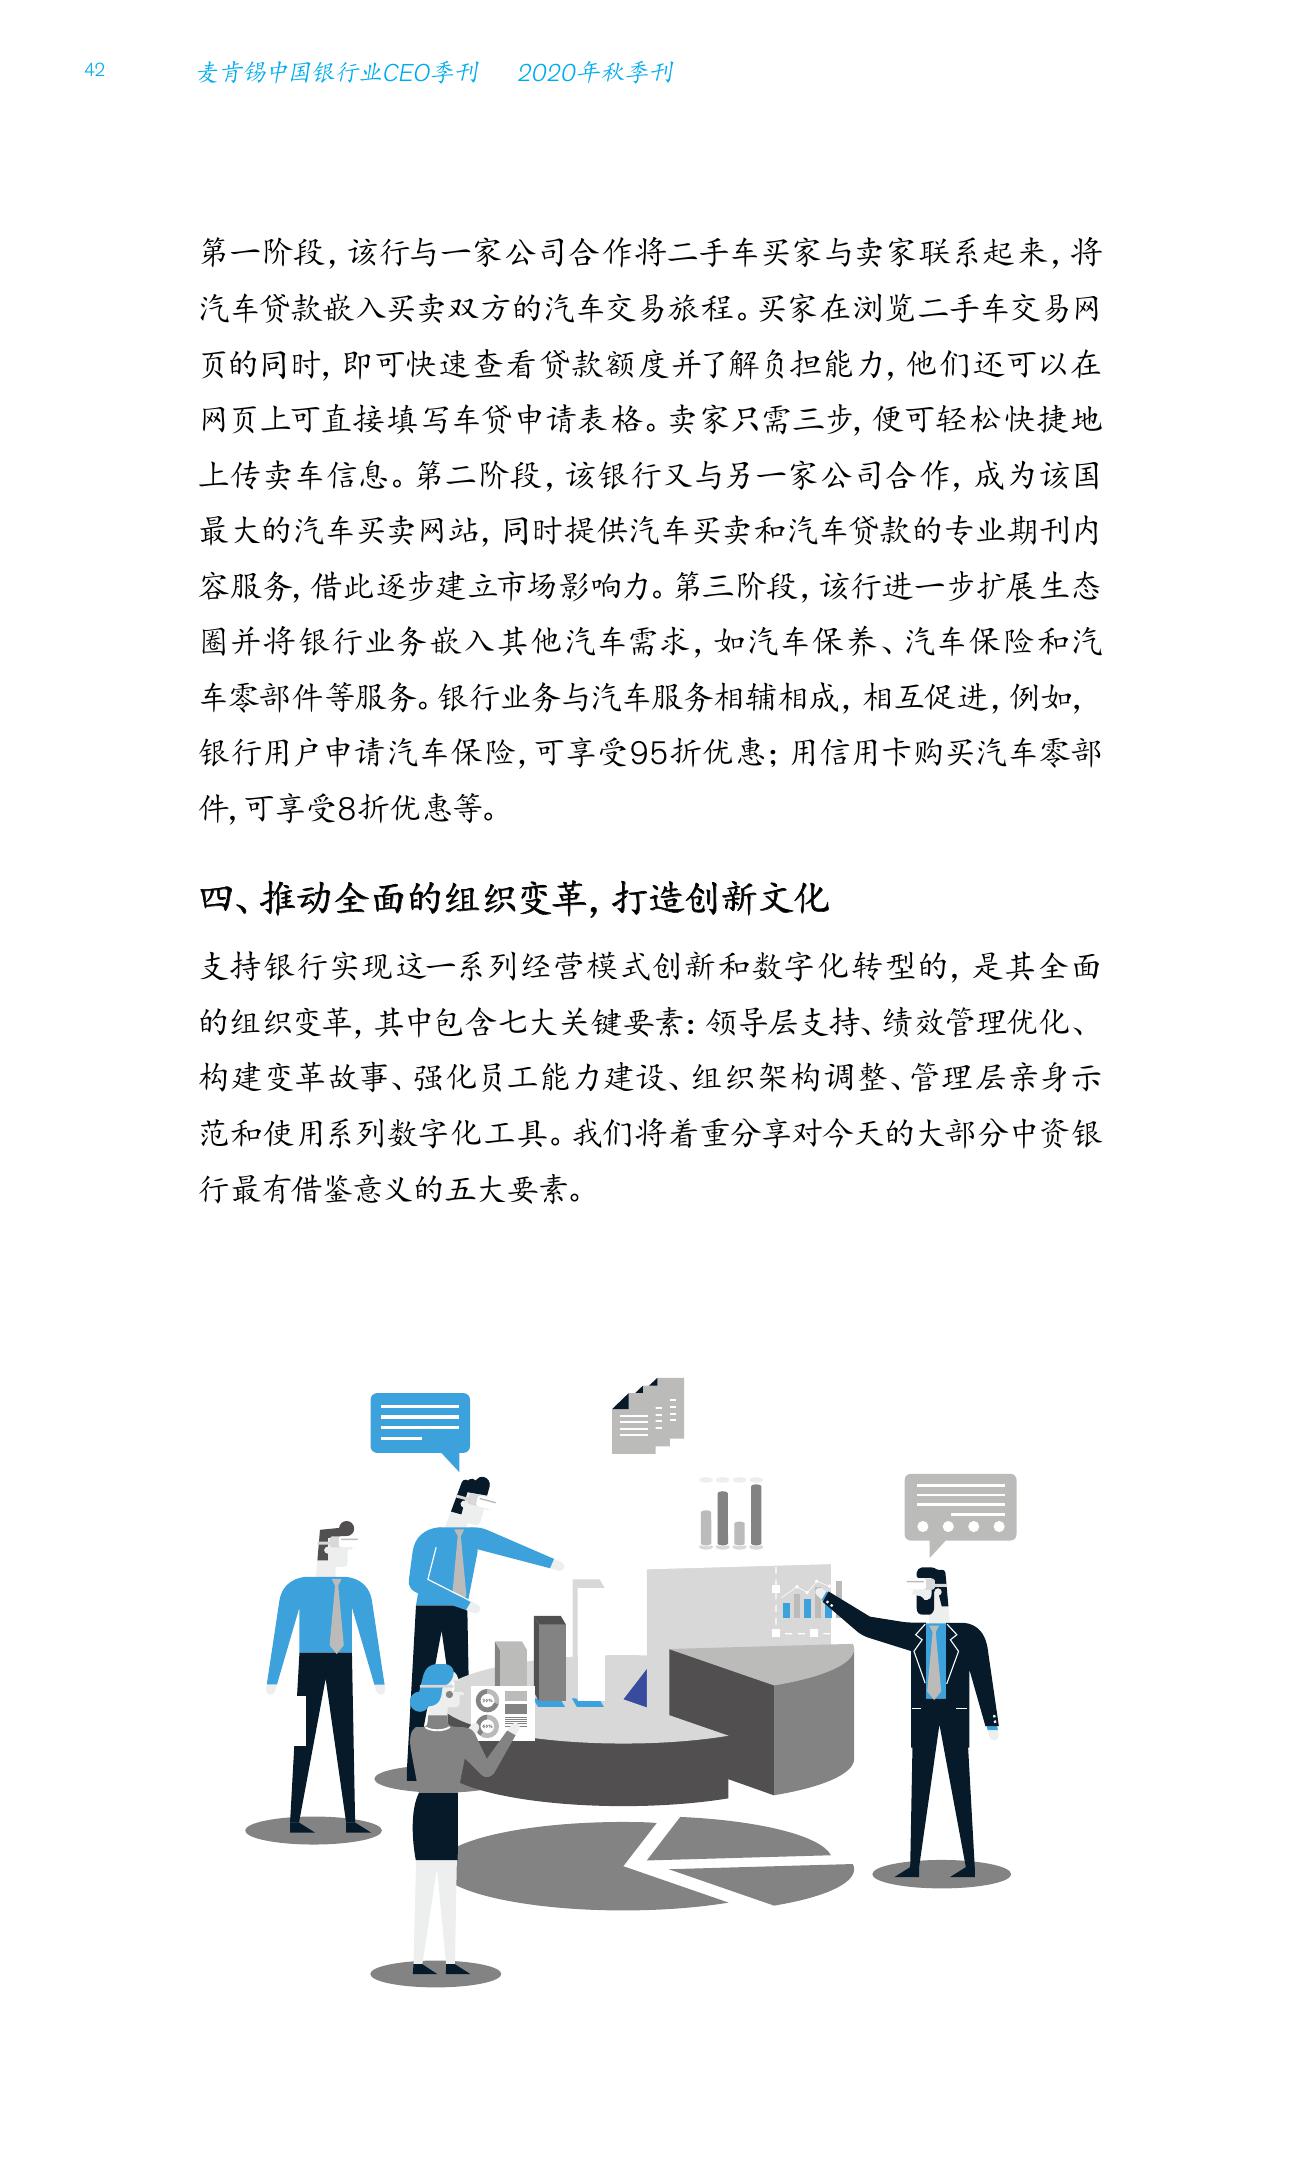 42 麦肯锡中国银行业CEO季刊 2020年秋季刊
第一阶段，该行与一家公司合作将二手车买家与卖家联系起来，将
汽车贷款嵌入买卖双方的汽车交易旅程。买家在浏览二手车交易网
页的同时，即可快速查看贷款额度并了解负担能力，他们还可以在
网页上可直接填写车贷申请表格。卖家只需三步，便可轻松快捷地
上传卖车信息。第二阶段，该银行又与另一家公司合作，成为该国
最大的汽车买卖网站，同时提供汽车买卖和汽车贷款的专业期刊内
容服务，借此逐步建立市场影响力。第三阶段，该行进一步扩展生态
圈并将银行业务嵌入其他汽车需求，如汽车保养、汽车保险和汽
车零部件等服务。银行业务与汽车服务相辅相成，相互促进，例如，
银行用户申请汽车保险，可享受95折优惠；用信用卡购买汽车零部
件，可享受8折优惠等。
四、推动全面的组织变革，打造创新文化
支持银行实现这一系列经营模式创新和数字化转型的，是其全面
的组织变革，其中包含七大关键要素：领导层支持、绩效管理优化、
构建变革故事、强化员工能力建设、组织架构调整、管理层亲身示
范和使用系列数字化工具。我们将着重分享对今天的大部分中资银
行最有借鉴意义的五大要素。